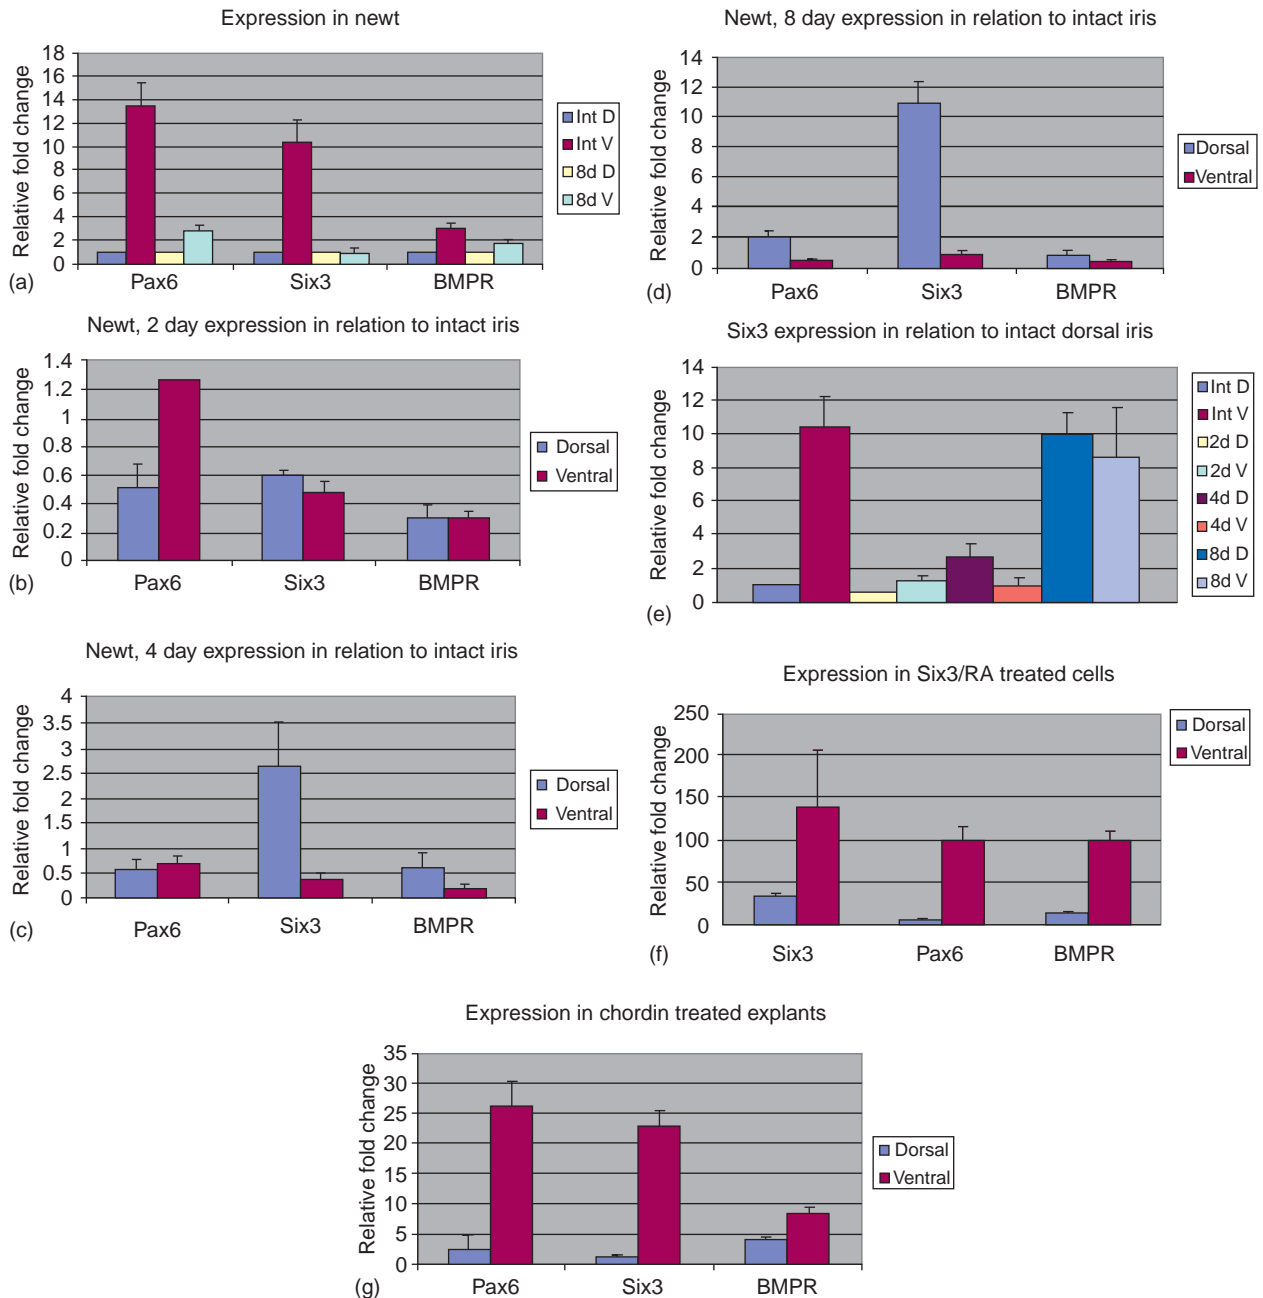 Expression in newt
Relative fold change
18
16
14
12
10
8
6
4
2
0
Pax6 Six3 BMPR
Int D
Int V
8d D
8d V
(a)
Newt, 2 day expression in relation to intact iris
Relative fold change
1.4
1.2
1
0.8
0.6
0.4
0.2
0
Pax6 Six3 BMPR
Dorsal
Ventral
(b)
Newt, 4 day expression in relation to intact iris
Relative fold change
4
3.5
3
2.5
2
1.5
1
0.5
0
Pax6 Six3 BMPR
Dorsal
Ventral
(c)
Newt, 8 day expression in relation to intact iris
Relative fold change
14
12
10
8
6
4
2
0
Pax6 Six3 BMPR
Dorsal
Ventral
(d)
Six3 expression in relation to intact dorsal iris
Relative fold change
14
12
10
8
6
4
2
0
Int D
Int V
2d D
2d V
4d D
4d V
8d D
8d V
(e)
Expression in Six3/RA treated cells
Relative fold change
250
200
150
100
50
0
Six3 Pax6 BMPR
Dorsal
Ventral
(f)
Expression in chordin treated explants
Relative fold change
35
30
25
20
15
10
5
0
Pax6 Six3 BMPR
Dorsal
Ventral
(g)